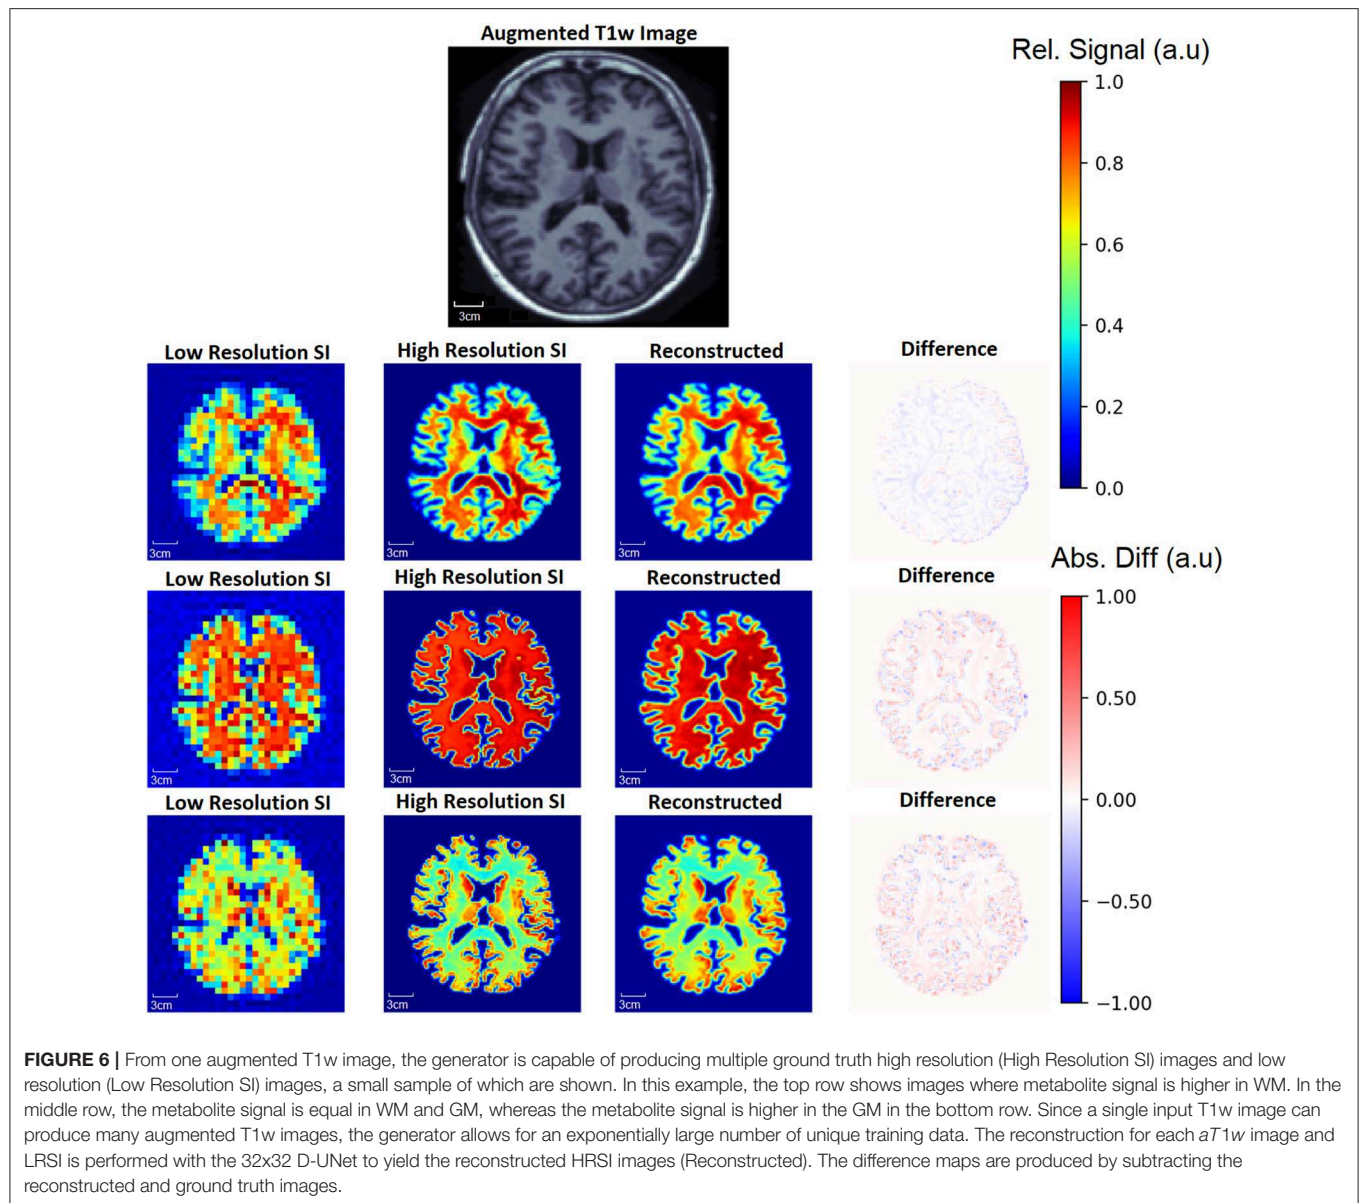 Augmented T1w Image
3cm
Rel. Signal (a.u)
1.0
0.8
0.6
0.4
0.2
0.0
Low Resolution SI
High Resolution SI
Reconstructed
Difference
3cm
3cm
3cm
Abs. Diff (a.u)
1.00
0.50
0.00
−0.50
−1.00
Low Resolution SI
High Resolution SI
Reconstructed
Difference
3cm
3cm
3cm
Low Resolution SI
High Resolution SI
Reconstructed
Difference
3cm
3cm
3cm
FIGURE 6 | From one augmented T1w image, the generator is capable of producing multiple ground truth high resolution (High Resolution SI) images and low
resolution (Low Resolution SI) images, a small sample of which are shown. In this example, the top row shows images where metabolite signal is higher in WM. In the
middle row, the metabolite signal is equal in WM and GM, whereas the metabolite signal is higher in the GM in the bottom row. Since a single input T1w image can
produce many augmented T1w images, the generator allows for an exponentially large number of unique training data. The reconstruction for each aT1w image and
LRSI is performed with the 32x32 D-UNet to yield the reconstructed HRSI images (Reconstructed). The difference maps are produced by subtracting the
reconstructed and ground truth images.